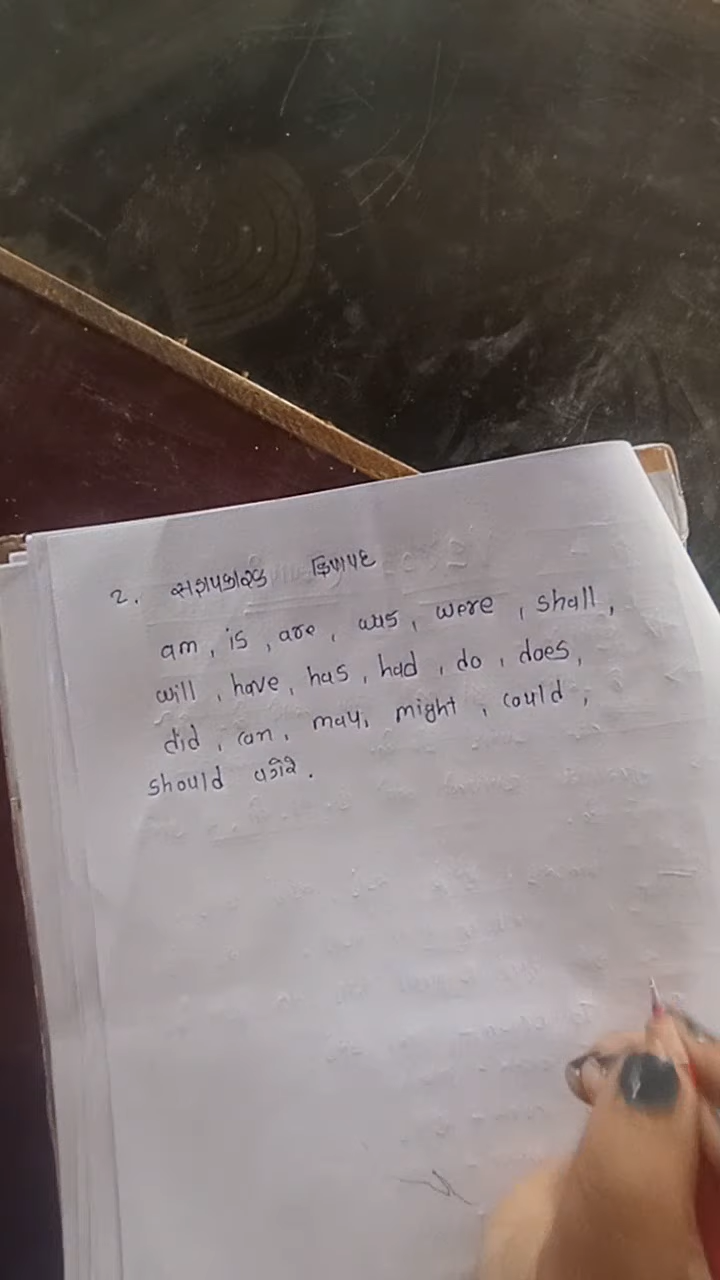 2. સહાયકારક ક્રિયાપદ
am, is, are, was, were, shall,
will, have, has, had, do, does,
did, can, may, might, could,
should વગેરે.